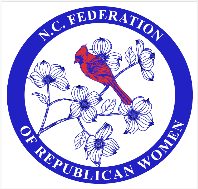 N.C. FEDERATION
OF REPUBLICAN WOMEN